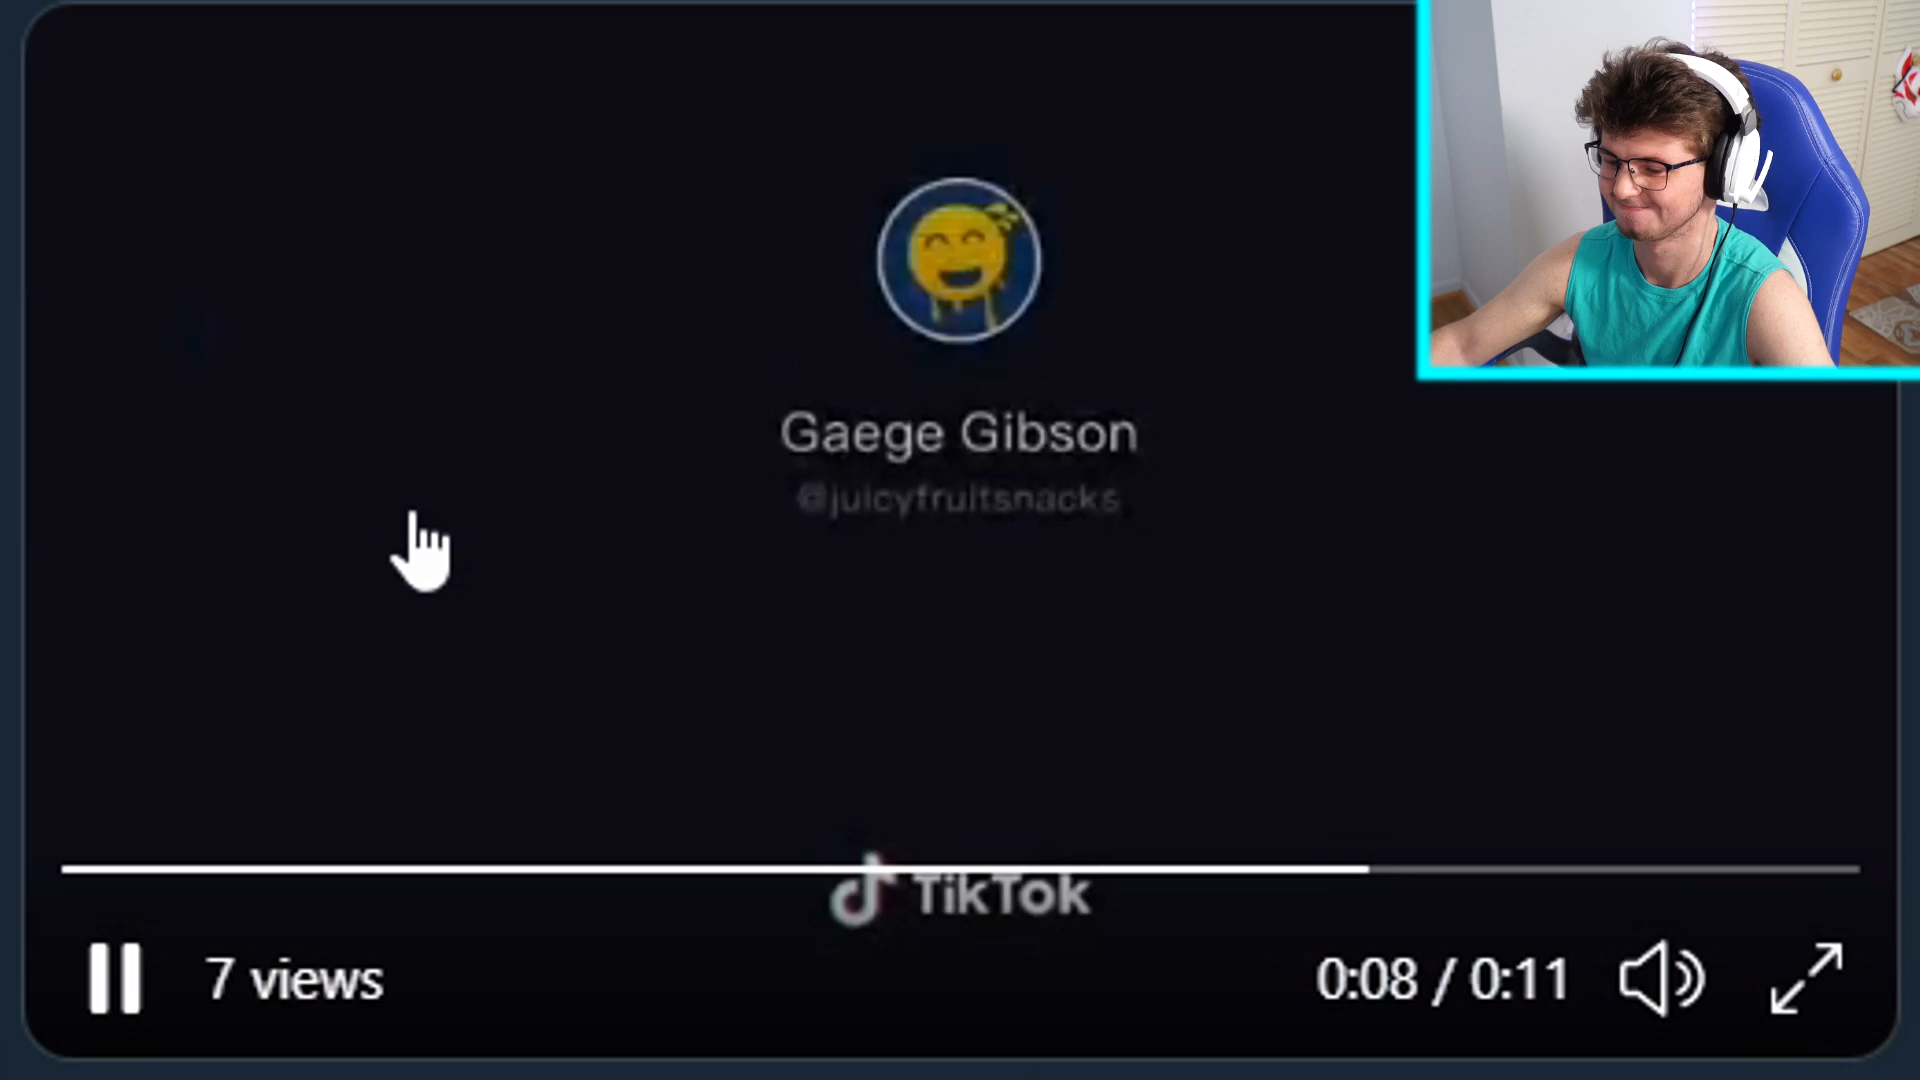 Gaege Gibson
@juicyfruitsnacks
TikTok
7 views
0:08 / 0:11